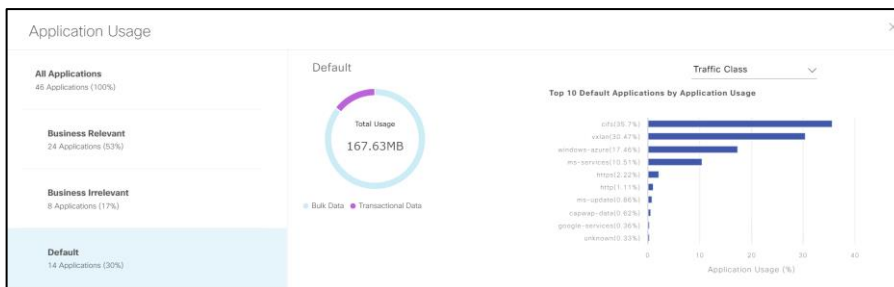 Application Usage
×
All Applications
46 Applications (100%)
Business Relevant
24 Applications (53%)
Business Irrelevant
8 Applications (17%)
Default
14 Applications (30%)
Default
Total Usage
167.63MB
Bulk Data Transactional Data
Traffic Class
Top 10 Default Applications by Application Usage
cifs(35.7%)
vxlan(30.47%)
windows-azure(17.46%)
ms-services(10.51%)
https(2.22%)
http(1.11%)
ms-update(0.86%)
capwap-data(0.62%)
google-services(0.36%)
unknown(0.33%)
0 10 20 30 40
Application Usage (%)